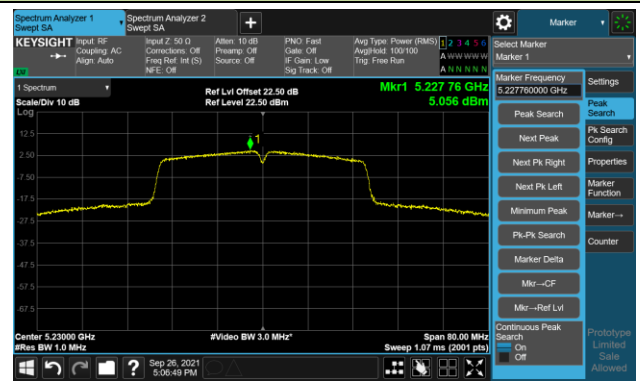 Spectrum Analyzer 1
Swept SA
Spectrum Analyzer 2
Swept SA
Marker
KEYSIGHT
Input: RF
Coupling: AC
Align: Auto
Input Z: 50 Ω
Corrections: Off
Freq Ref: Int (S)
NFE: Off
Atten: 10 dB
Preamp: Off
Source: Off
PNO: Fast
Gate: Off
IF Gain: Low
Sig Track: Off
Avg Type: Power (RMS)
Avg|Hold: 100/100
Trig: Free Run
1 2 3 4 5 6
A W W W W W
A N N N N N
Select Marker
Marker 1
1 Spectrum
Scale/Div 10 dB
Log
Ref Lvl Offset 22.50 dB
Ref Level 22.50 dBm
Mkr1 5.227 76 GHz
5.056 dBm
12.5
2.50
-7.50
-17.5
-27.5
-37.5
-47.5
-57.5
-67.5
1
Center 5.23000 GHz
#Res BW 1.0 MHz
#Video BW 3.0 MHz*
Span 80.00 MHz
Sweep 1.07 ms (2001 pts)
Marker Frequency
5.227760000 GHz
Peak Search
Next Peak
Next Pk Right
Next Pk Left
Minimum Peak
Pk-Pk Search
Marker Delta
Mkr→CF
Mkr→Ref Lvl
Continuous Peak
Search
On
Off
Settings
Peak
Search
Pk Search
Config
Properties
Marker
Function
Marker→
Counter
Prototype
Limited
Sale
Allowed
?
Sep 26, 2021
5:06:49 PM